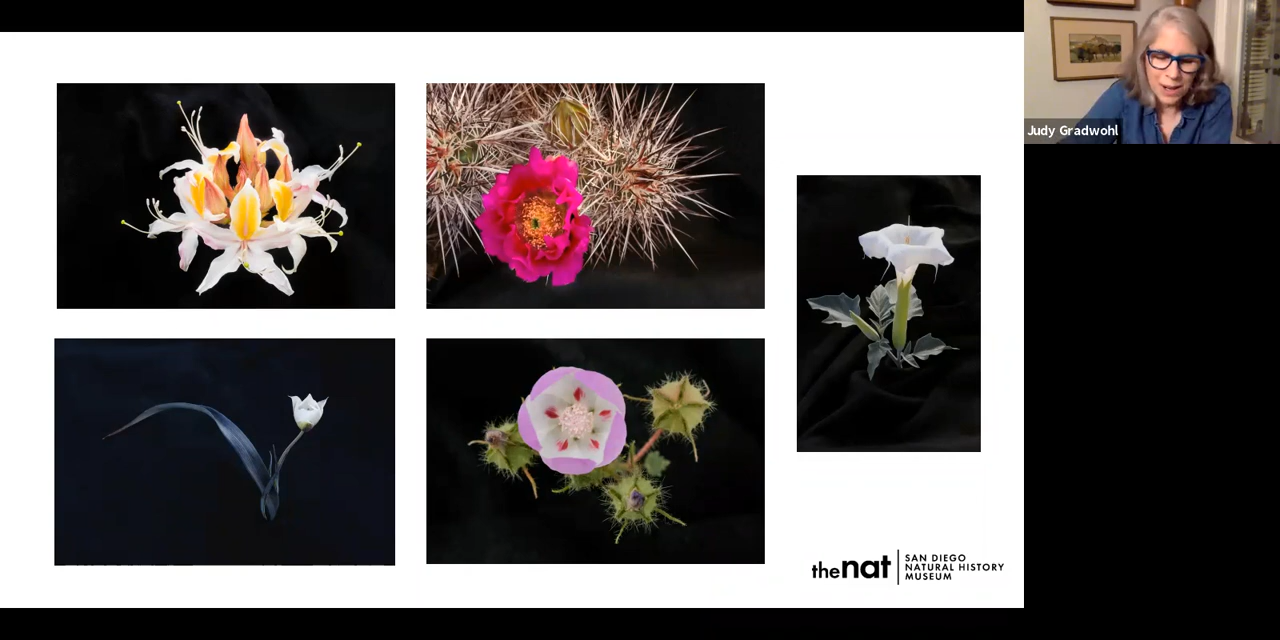 Judy Gradwohl
thenat
SAN DIEGO
NATURAL HISTORY
MUSEUM